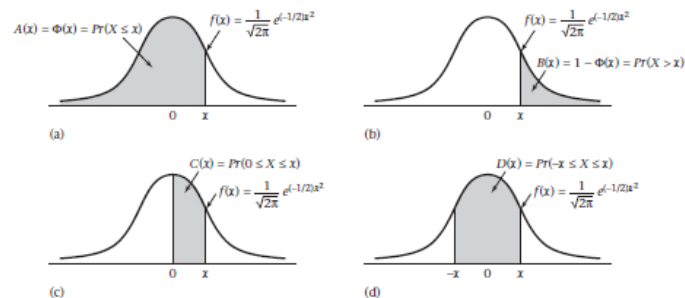 A(x) = Φ(x) = Pr(X ≤ x)
f(x) = 1/√2π e^(-1/2)x²
0 x
(a)
f(x) = 1/√2π e^(-1/2)x²
B(x) = 1 − Φ(x) = Pr(X > x)
0 x
(b)
C(x) = Pr(0 ≤ X ≤ x)
f(x) = 1/√2π e^(-1/2)x²
0 x
(c)
D(x) = Pr(-x ≤ X ≤ x)
f(x) = 1/√2π e^(-1/2)x²
-x 0 x
(d)